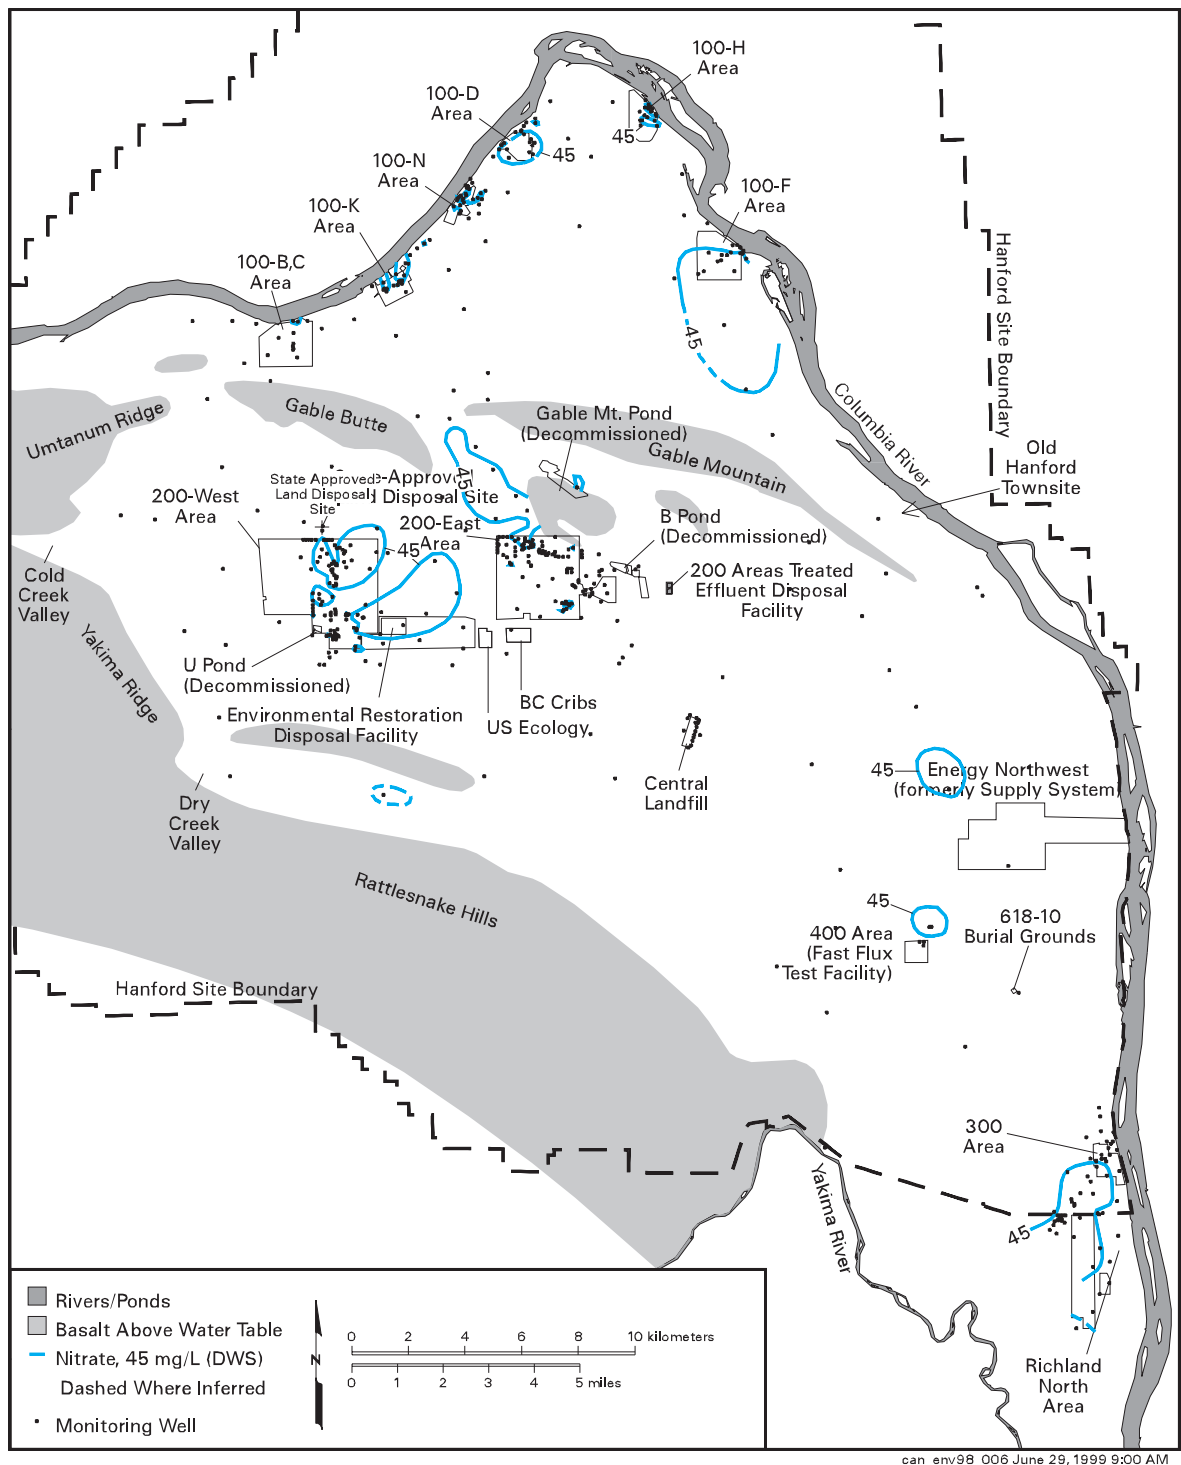 100-H
Area
100-D
Area
45
45
100-N
Area
100-F
Area
100-K
Area
100-B,C
Area
Hanford Site Boundary
45
Columbia River
Umtanum Ridge
Gable Butte
Gable Mt. Pond
(Decommissioned)
Gable Mountain
Old
Hanford
Townsite
State Approved
Land Disposal
Site
e-Approved
l Disposal Site
45
200-West
Area
200-East
Area
45
B Pond
(Decommissioned)
200 Areas Treated
Effluent Disposal
Facility
Cold
Creek
Valley
Yakima Ridge
U Pond
(Decommissioned)
BC Cribs
US Ecology
Environmental Restoration
Disposal Facility
Central
Landfill
45
Energy Northwest
(formerly Supply System)
Dry
Creek
Valley
Rattlesnake Hills
45
400 Area
(Fast Flux
Test Facility)
618-10
Burial Grounds
Hanford Site Boundary
300
Area
Yakima River
45
Richland
North
Area
Rivers/Ponds
Basalt Above Water Table
Nitrate, 45 mg/L (DWS)
Dashed Where Inferred
Monitoring Well
N
0 2 4 6 8 10 kilometers
0 1 2 3 4 5 miles
can_env98_006 June 29, 1999 9:00 AM